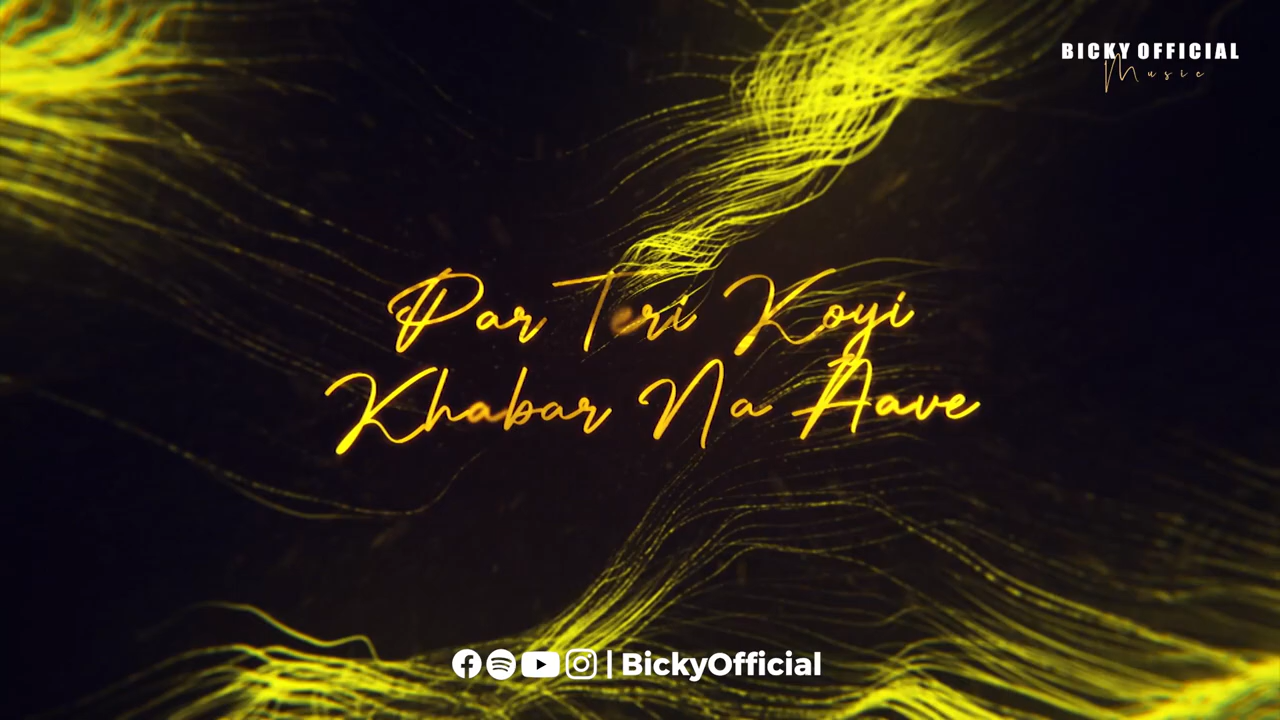 BICKY OFFICIAL
Music
Par Teri Koyi
Khabar Na Aave
| BickyOfficial